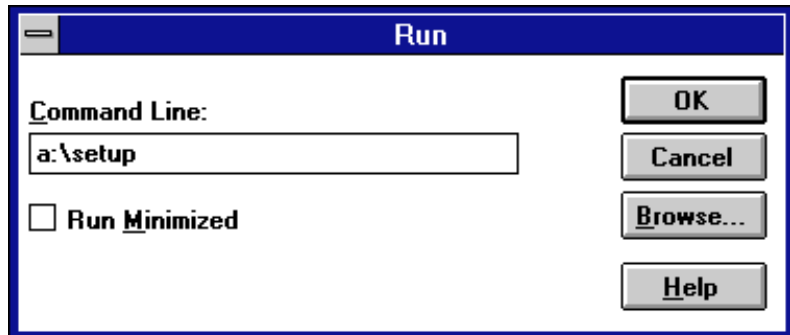 Run
Command Line:
a:\setup
Run Minimized
OK
Cancel
Browse...
Help